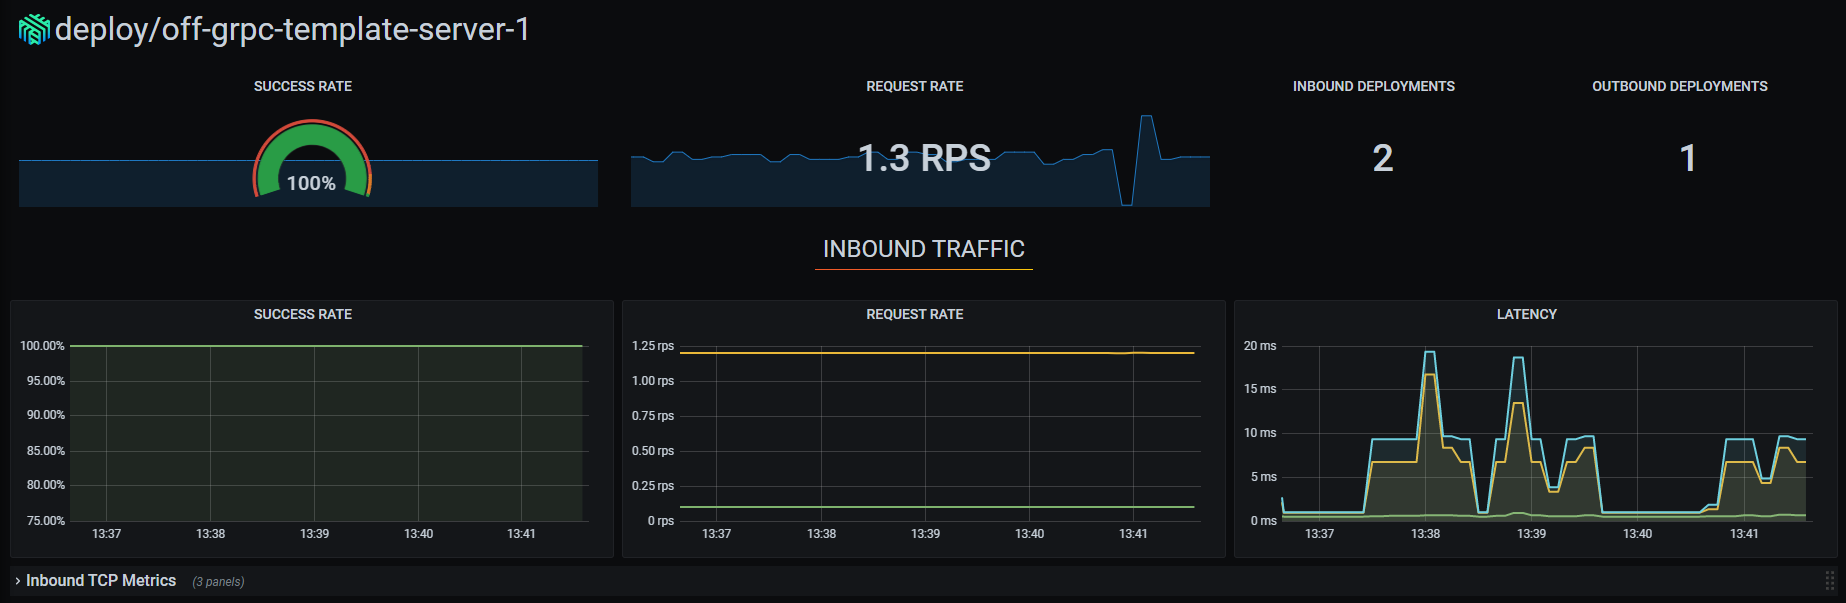 deploy/off-grpc-template-server-1
SUCCESS RATE
100%
REQUEST RATE
1.3 RPS
INBOUND DEPLOYMENTS
2
OUTBOUND DEPLOYMENTS
1
INBOUND TRAFFIC
SUCCESS RATE
100.00%
95.00%
90.00%
85.00%
80.00%
75.00%
13:37 13:38 13:39 13:40 13:41
REQUEST RATE
1.25 rps
1.00 rps
0.75 rps
0.50 rps
0.25 rps
0 rps
13:37 13:38 13:39 13:40 13:41
LATENCY
20 ms
15 ms
10 ms
5 ms
0 ms
13:37 13:38 13:39 13:40 13:41
› Inbound TCP Metrics (3 panels)